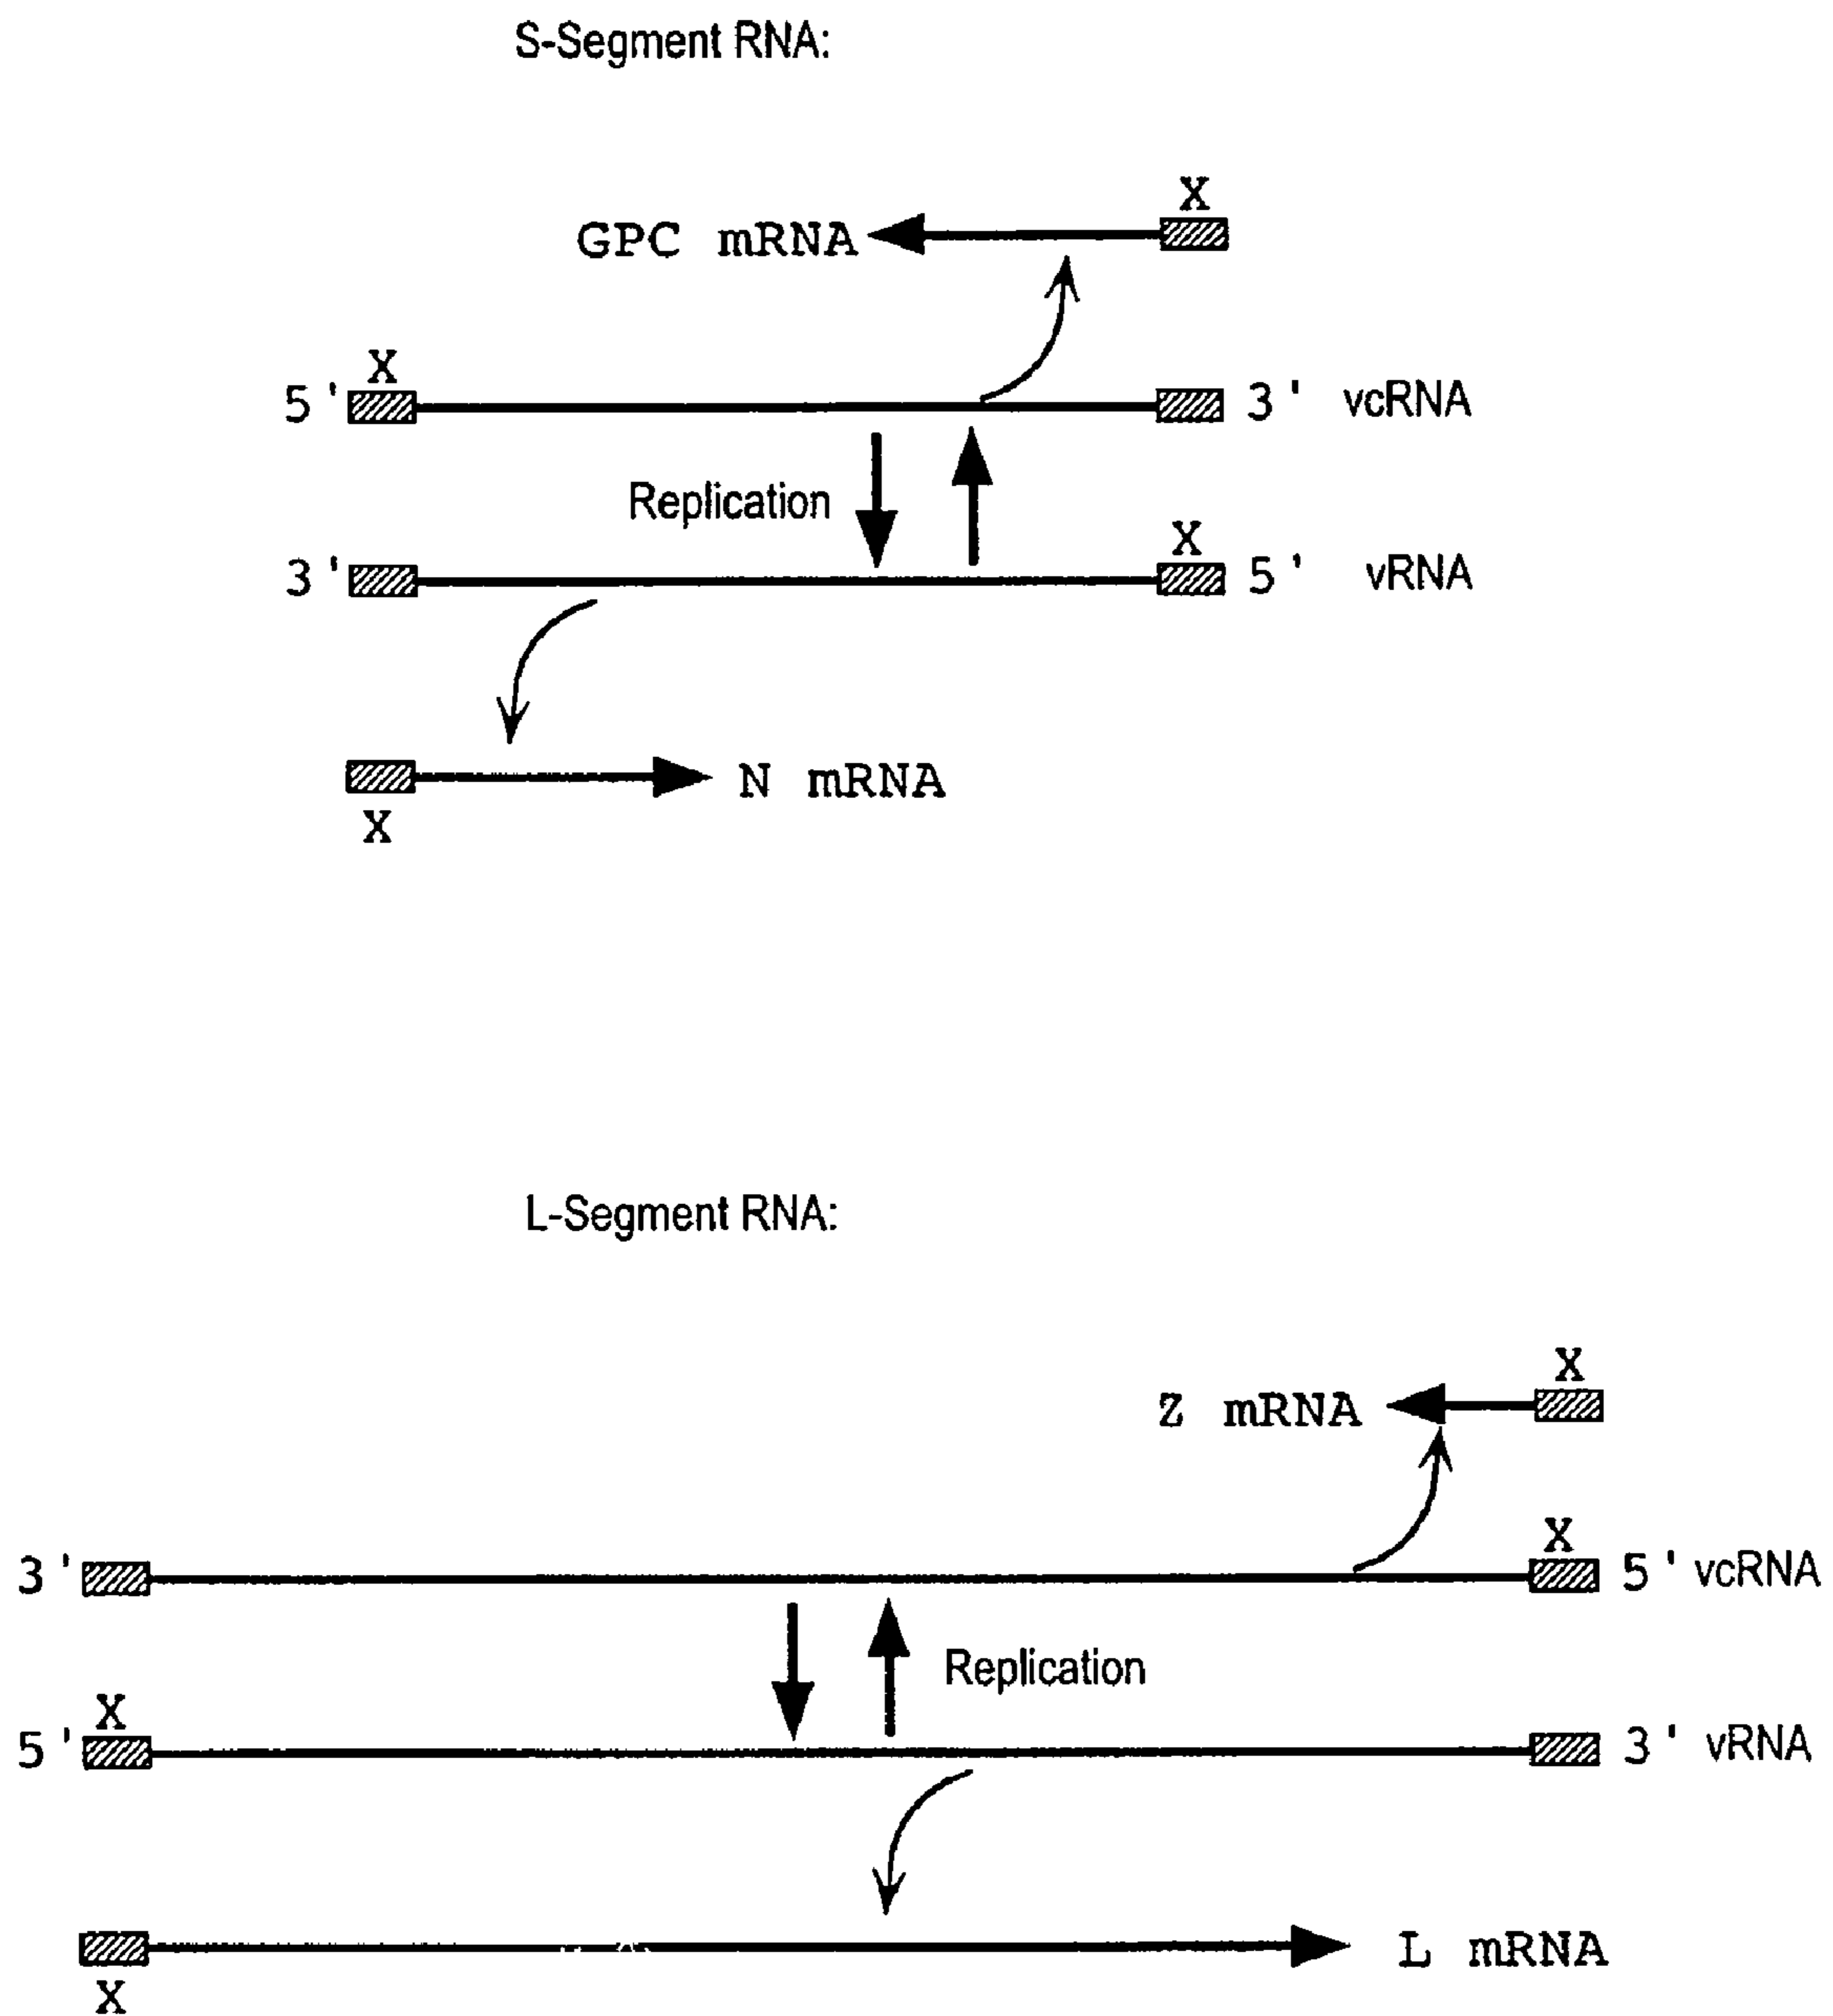 S-Segment RNA:
X
GPC mRNA
X
5' 3' vcRNA
Replication
X
3' 5' vRNA
N mRNA
X
L-Segment RNA:
X
Z mRNA
X
3' 5' vcRNA
Replication
X
5' 3' vRNA
L mRNA
X